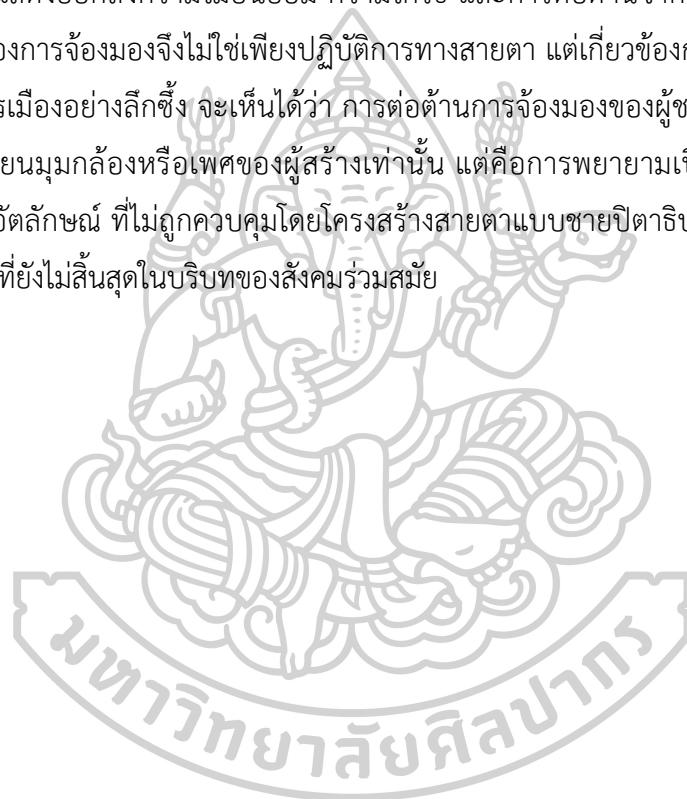 องการจ้องมองจึงไม่ใช่เพียงปฏิบัติการทางสายตา แต่เกี่ยวข้องก
รเมืองอย่างลึกซึ้ง จะเห็นได้ว่า การต่อต้านการจ้องมองของผู้ช
ยนมุมกล้องหรือเพศของผู้สร้างเท่านั้น แต่คือการพยายามเปิ
อัตลักษณ์ ที่ไม่ถูกควบคุมโดยโครงสร้างสายตาแบบชายปิตาธิป
ที่ยังไม่สิ้นสุดในบริบทของสังคมร่วมสมัย
มหาวิทยาลัยศิลปากร